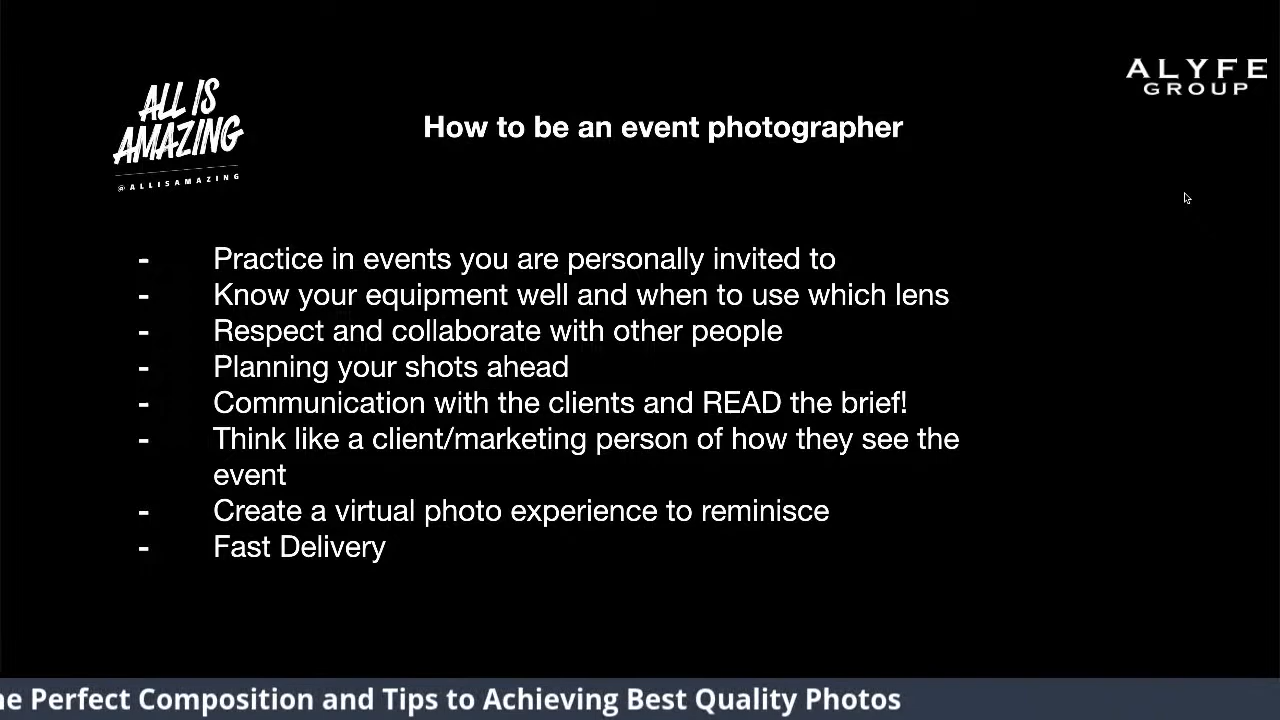 ALL IS
AMAZING
@ALLISAMAZING
ALYFE
GROUP
How to be an event photographer
- Practice in events you are personally invited to
- Know your equipment well and when to use which lens
- Respect and collaborate with other people
- Planning your shots ahead
- Communication with the clients and READ the brief!
- Think like a client/marketing person of how they see the
event
- Create a virtual photo experience to reminisce
- Fast Delivery
Perfect Composition and Tips to Achieving Best Quality Photos